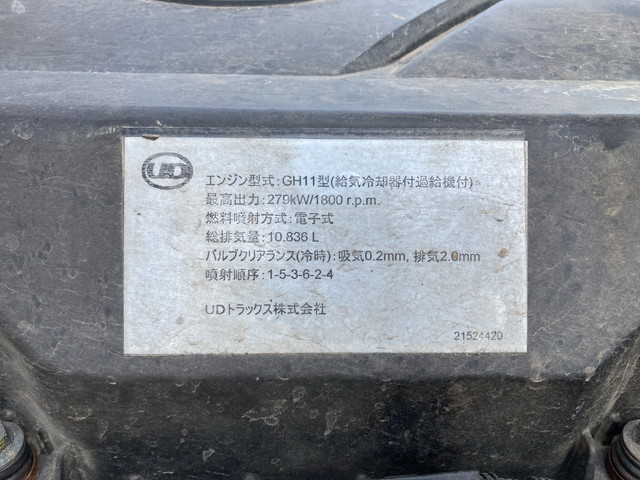 UD
エンジン型式:GH11型(給気冷却器付過給機付)
最高出力:279kW/1800 r.p.m.
燃料噴射方式:電子式
総排気量:10.836 L
バルブクリアランス(冷時):吸気0.2mm, 排気2.0mm
噴射順序:1-5-3-6-2-4
UDトラックス株式会社
21524420